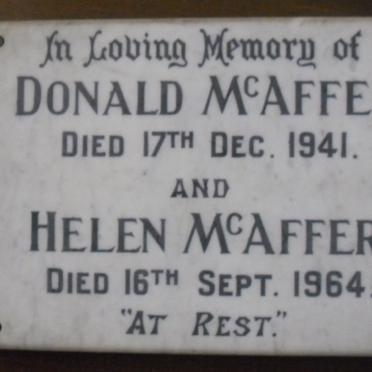 In Loving Memory of
DONALD MCAFFE
DIED 17TH DEC. 1941.
AND
HELEN MCAFFER
DIED 16TH SEPT. 1964.
"AT REST."